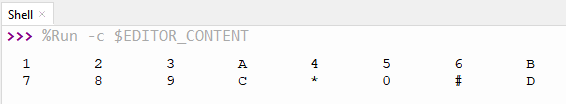 Shell ×
>>> %Run -c $EDITOR_CONTENT
1 2 3 A 4 5 6 B
7 8 9 C * 0 # D